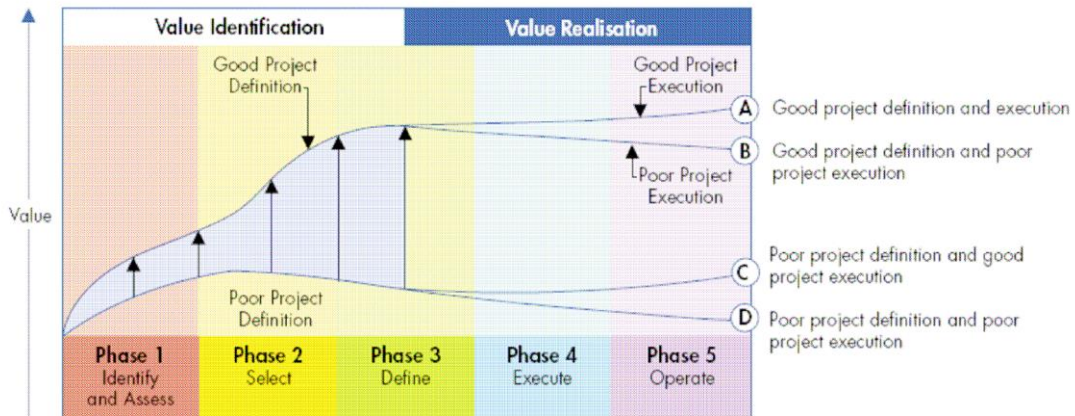 Value Identification
Value Realisation
Good Project
Definition
Good Project
Execution
A
Good project definition and execution
B
Good project definition and poor
project execution
Poor Project
Execution
Value
C
Poor project definition and good
project execution
Poor Project
Definition
D
Poor project definition and poor
project execution
Phase 1
Identify
and Assess
Phase 2
Select
Phase 3
Define
Phase 4
Execute
Phase 5
Operate